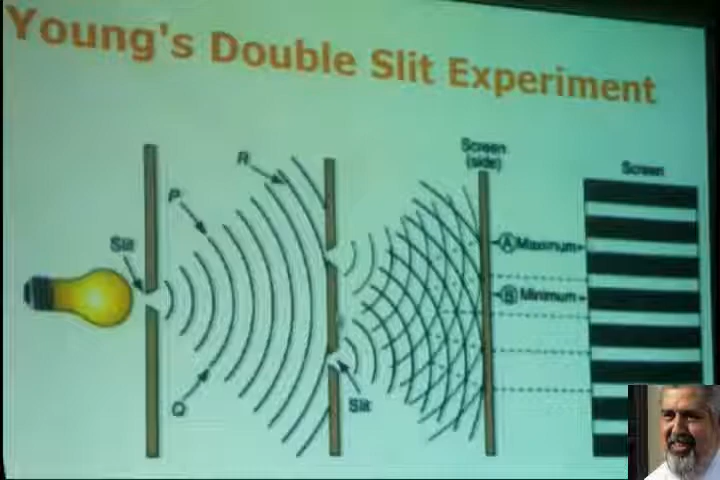 Young's Double Slit Experiment
Screen
(side)
Screen
R
P
Slit
A Maximum
B Minimum
Q
Slit